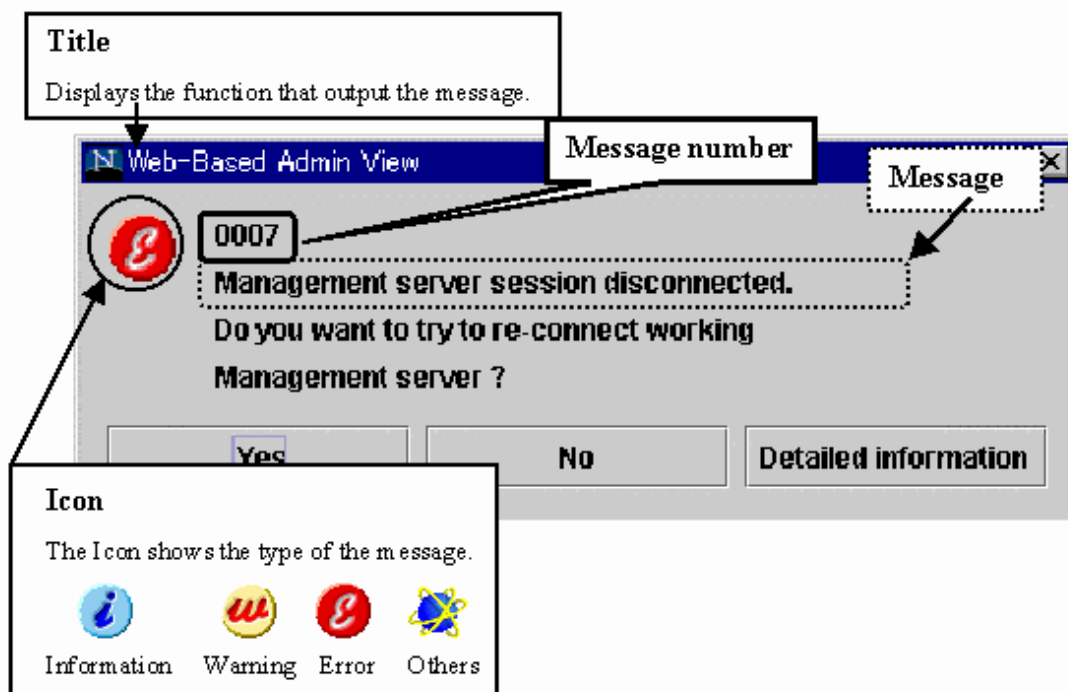 Title
Displays the function that output the message.
Web-Based Admin View
Message number
Message
0007
Management server session disconnected.
Do you want to try to re-connect working
Management server ?
Yes
No
Detailed information
Icon
The Icon shows the type of the message.
Information
Warning
Error
Others